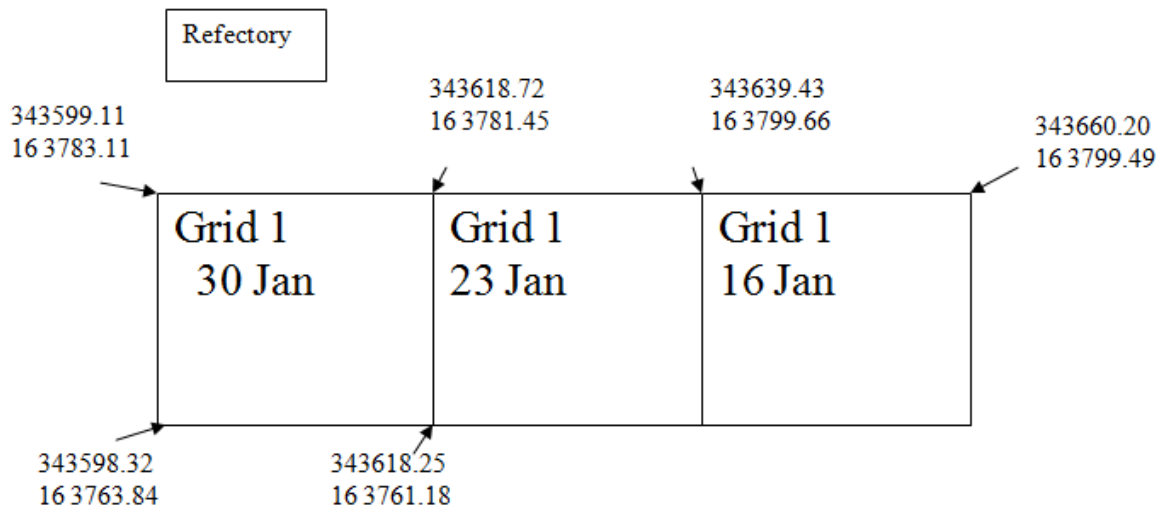 Refectory
343599.11
16 3783.11
343618.72
16 3781.45
343639.43
16 3799.66
343660.20
16 3799.49
Grid 1
30 Jan
Grid 1
23 Jan
Grid 1
16 Jan
343598.32
16 3763.84
343618.25
16 3761.18